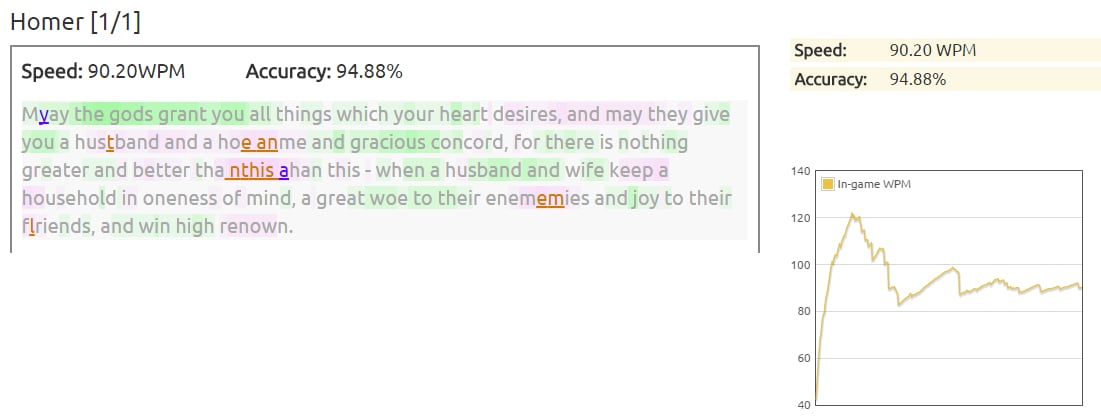 Homer [1/1]
Speed: 90.20WPM Accuracy: 94.88%
Myay the gods grant you all things which your heart desires, and may they give
you a hustband and a hoe anme and gracious concord, for there is nothing
greater and better tha nthis ahan this - when a husband and wife keep a
household in oneness of mind, a great woe to their enememies and joy to their
flriends, and win high renown.
Speed: 90.20 WPM
Accuracy: 94.88%
In-game WPM
140
120
100
80
60
40